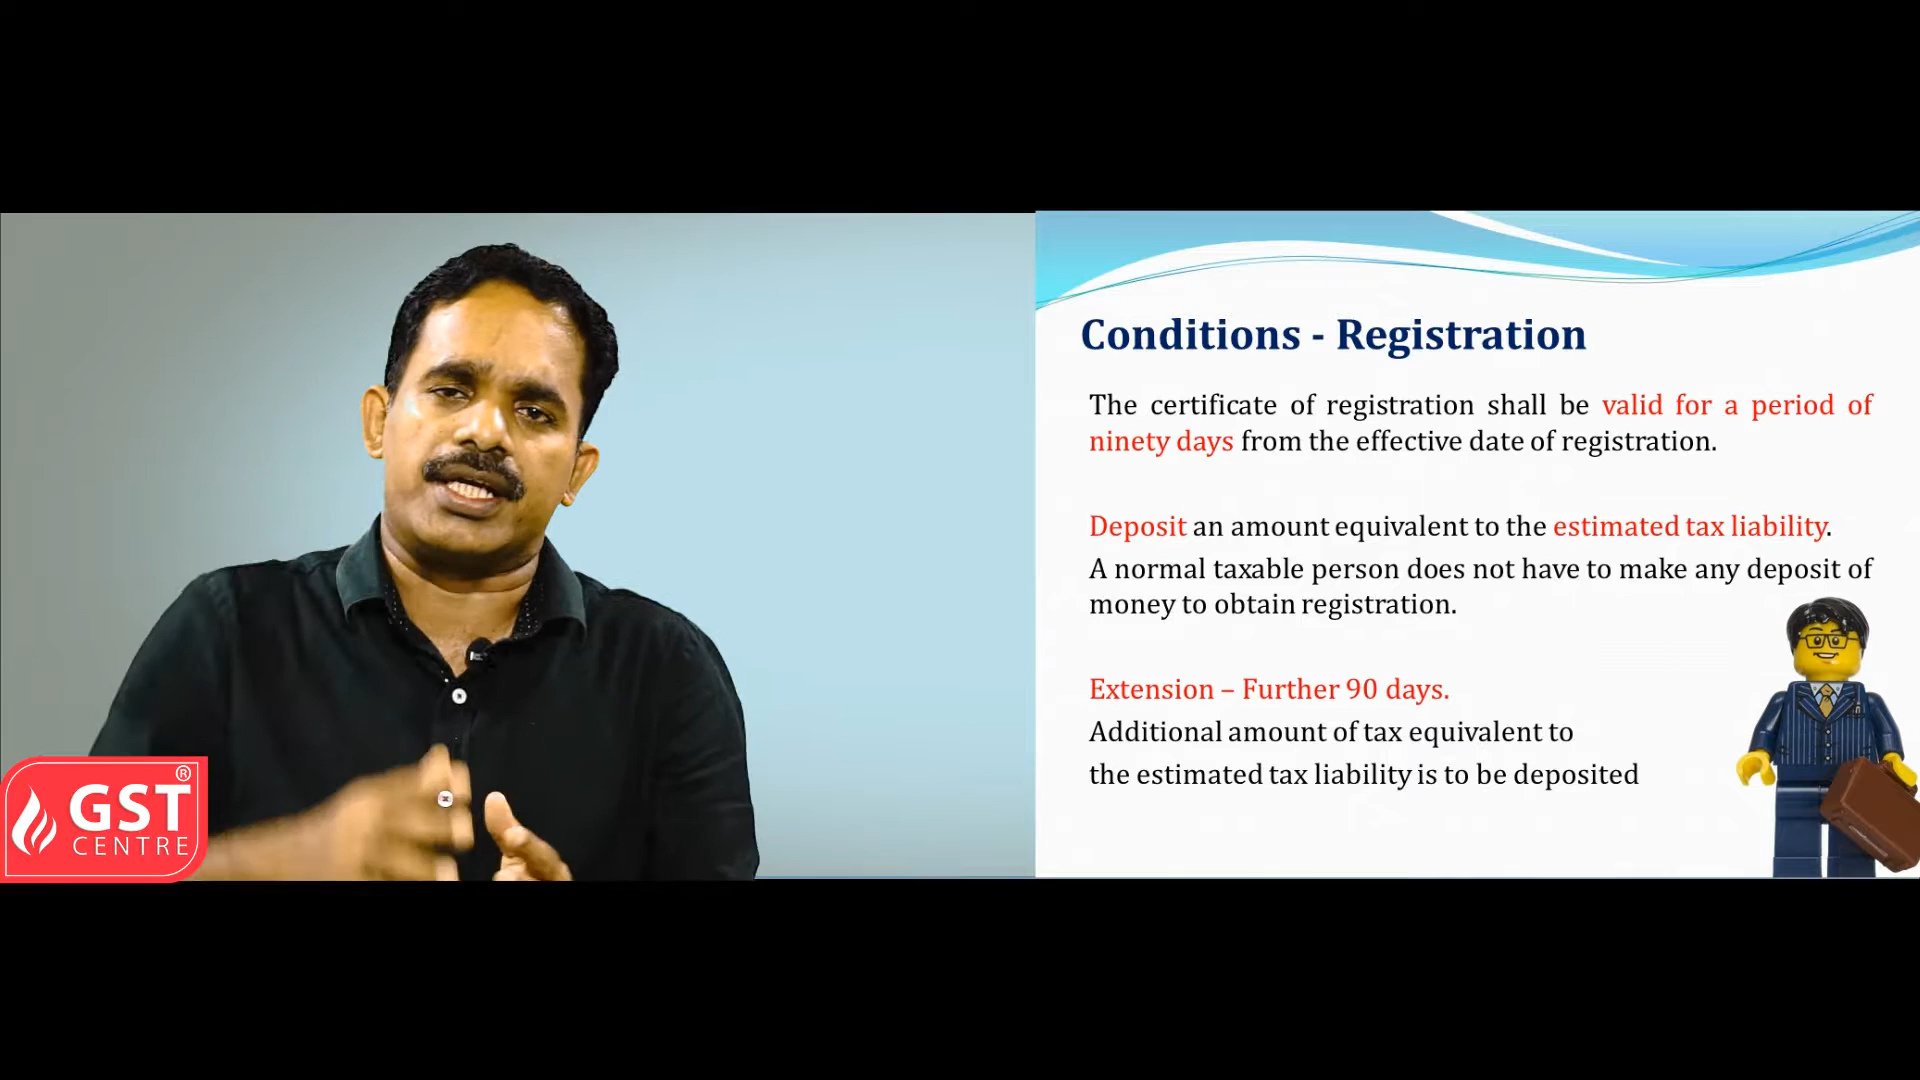 Conditions - Registration
The certificate of registration shall be valid for a period of
ninety days from the effective date of registration.
Deposit an amount equivalent to the estimated tax liability.
A normal taxable person does not have to make any deposit of
money to obtain registration.
Extension – Further 90 days.
Additional amount of tax equivalent to
the estimated tax liability is to be deposited
GST®
CENTRE